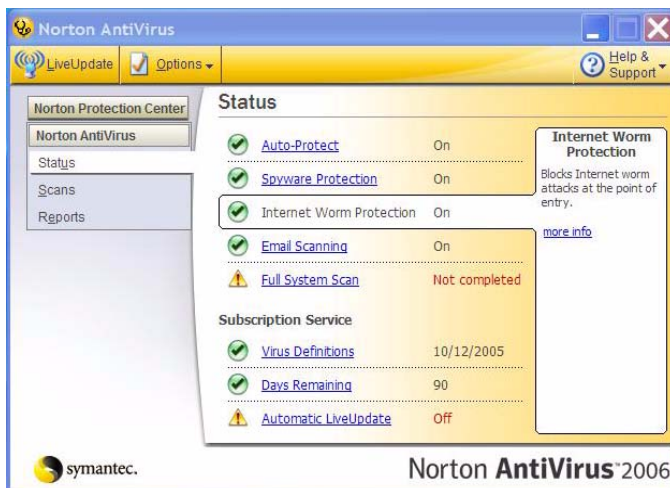 Norton AntiVirus
LiveUpdate
Options
Help & Support
Norton Protection Center
Norton AntiVirus
Status
Scans
Reports
Status
Auto-Protect On
Spyware Protection On
Internet Worm Protection On
Email Scanning On
Full System Scan Not completed
Subscription Service
Virus Definitions 10/12/2005
Days Remaining 90
Automatic LiveUpdate Off
Internet Worm
Protection
Blocks Internet worm
attacks at the point of
entry.
more info
symantec.
Norton AntiVirus™ 2006